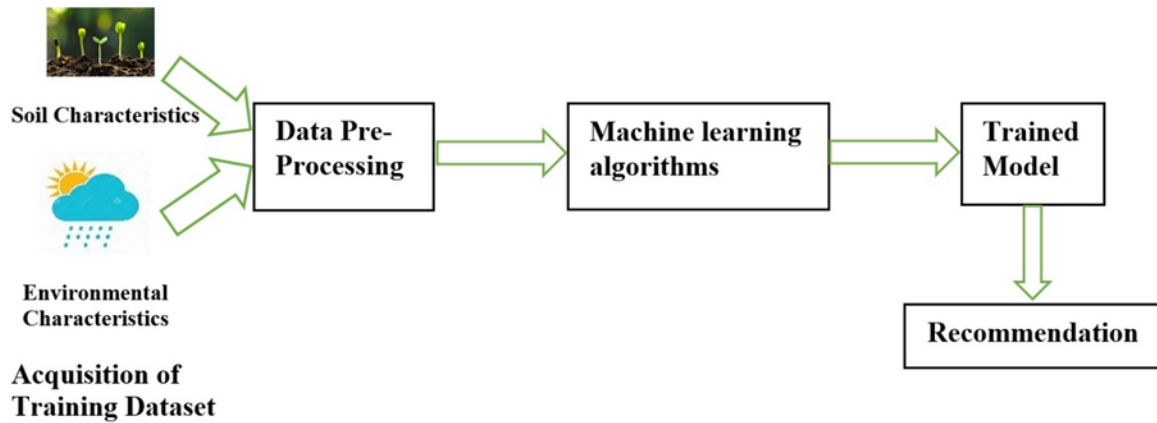 Soil Characteristics
Environmental
Characteristics
Acquisition of
Training Dataset
Data Pre-
Processing
Machine learning
algorithms
Trained
Model
Recommendation